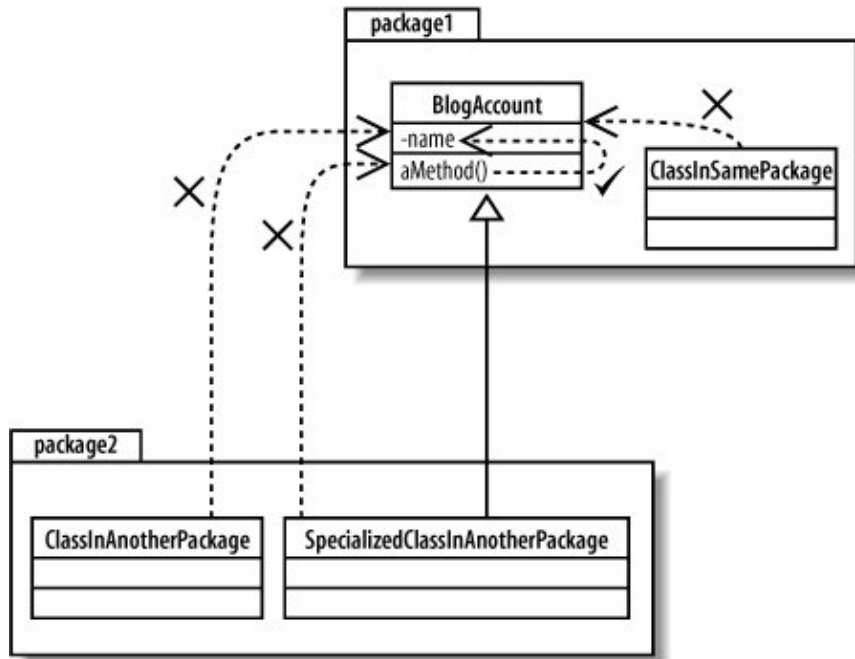 package1
BlogAccount
-name
aMethod()
ClassInSamePackage
package2
ClassInAnotherPackage
SpecializedClassInAnotherPackage